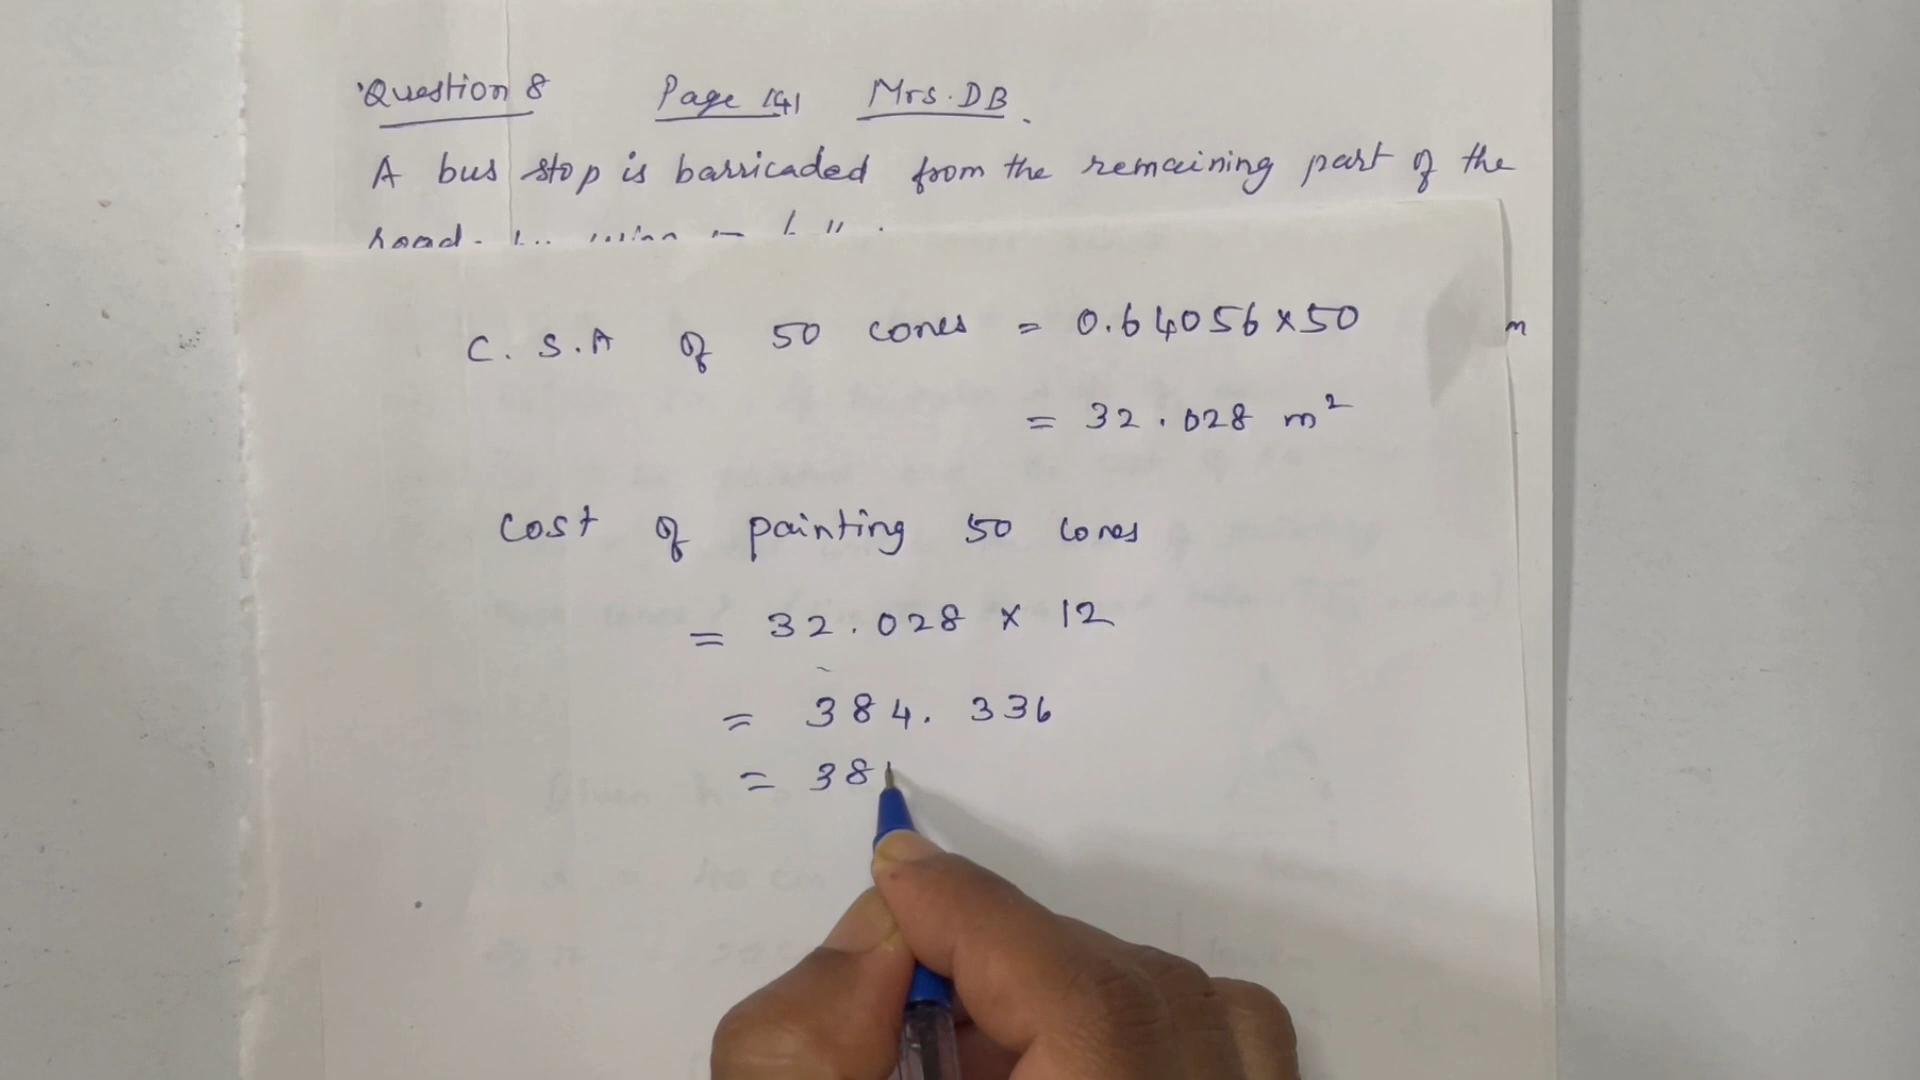 Question 8 Page 141 Mrs. DB.
A bus stop is barricaded from the remaining part of the
road
m
C.S.A of 50 cones = 0.64056 x 50
= 32.028 m²
cost of painting 50 cones
= 32.028 x 12
= 384.336
= 38